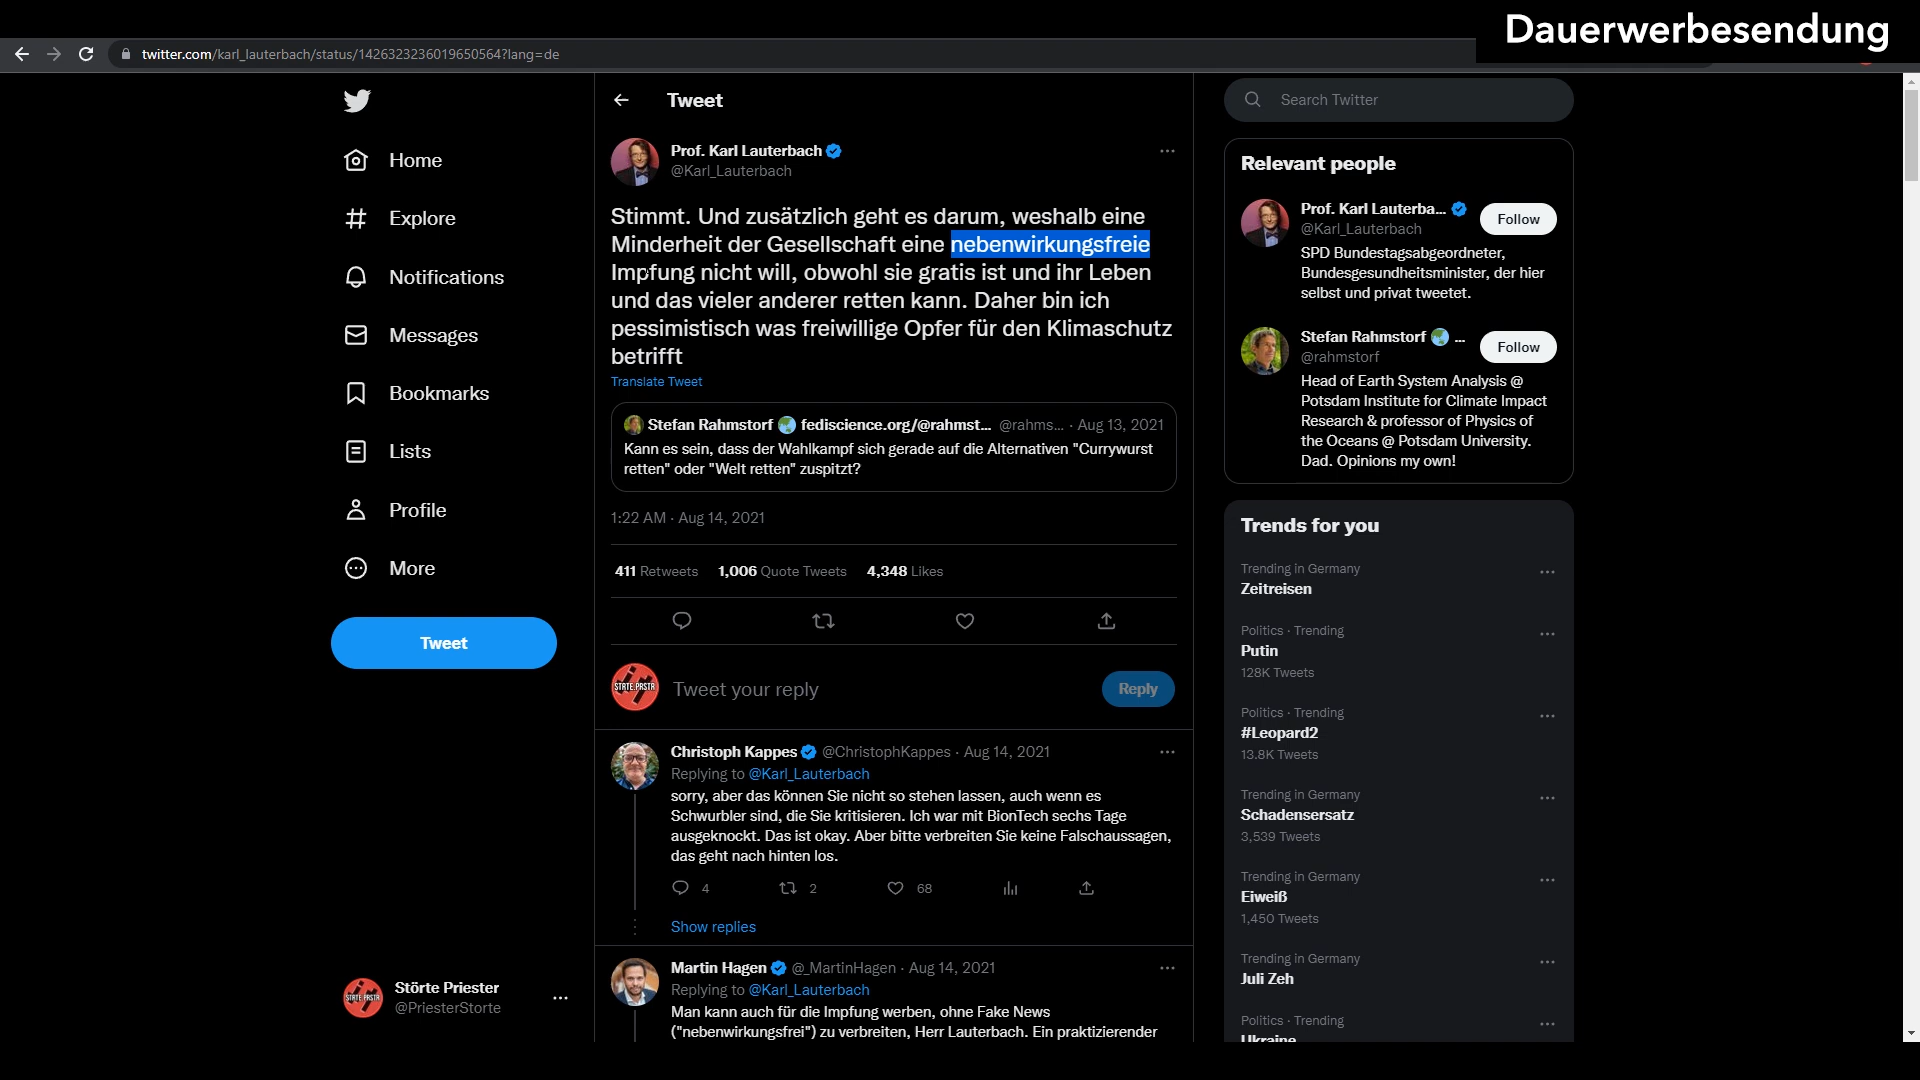 Dauerwerbesendung
twitter.com/karl_lauterbach/status/1426323236019650564?lang=de
Home
Explore
Notifications
Messages
Bookmarks
Lists
Profile
More
Tweet
Störte Priester
@PriesterStorte
Tweet
Prof. Karl Lauterbach
@Karl_Lauterbach
Stimmt. Und zusätzlich geht es darum, weshalb eine
Minderheit der Gesellschaft eine nebenwirkungsfreie
Impfung nicht will, obwohl sie gratis ist und ihr Leben
und das vieler anderer retten kann. Daher bin ich
pessimistisch was freiwillige Opfer für den Klimaschutz
betrifft
Translate Tweet
Stefan Rahmstorf fediscience.org/@rahmst... @rahms... · Aug 13, 2021
Kann es sein, dass der Wahlkampf sich gerade auf die Alternativen "Currywurst
retten" oder "Welt retten" zuspitzt?
1:22 AM · Aug 14, 2021
411 Retweets 1,006 Quote Tweets 4,348 Likes
STÖRTE.PRSTR
Tweet your reply
Reply
Christoph Kappes @ChristophKappes · Aug 14, 2021
Replying to @Karl_Lauterbach
sorry, aber das können Sie nicht so stehen lassen, auch wenn es
Schwurbler sind, die Sie kritisieren. Ich war mit BionTech sechs Tage
ausgeknockt. Das ist okay. Aber bitte verbreiten Sie keine Falschaussagen,
das geht nach hinten los.
4 2 68
Show replies
Martin Hagen @_MartinHagen · Aug 14, 2021
Replying to @Karl_Lauterbach
Man kann auch für die Impfung werben, ohne Fake News
("nebenwirkungsfrei") zu verbreiten, Herr Lauterbach. Ein praktizierender
Search Twitter
Relevant people
Prof. Karl Lauterba...
@Karl_Lauterbach
Follow
SPD Bundestagsabgeordneter,
Bundesgesundheitsminister, der hier
selbst und privat tweetet.
Stefan Rahmstorf ...
@rahmstorf
Follow
Head of Earth System Analysis @
Potsdam Institute for Climate Impact
Research & professor of Physics of
the Oceans @ Potsdam University.
Dad. Opinions my own!
Trends for you
Trending in Germany
Zeitreisen
Politics · Trending
Putin
128K Tweets
Politics · Trending
#Leopard2
13.8K Tweets
Trending in Germany
Schadensersatz
3,539 Tweets
Trending in Germany
Eiweiß
1,450 Tweets
Trending in Germany
Juli Zeh
Politics · Trending
Ukraine